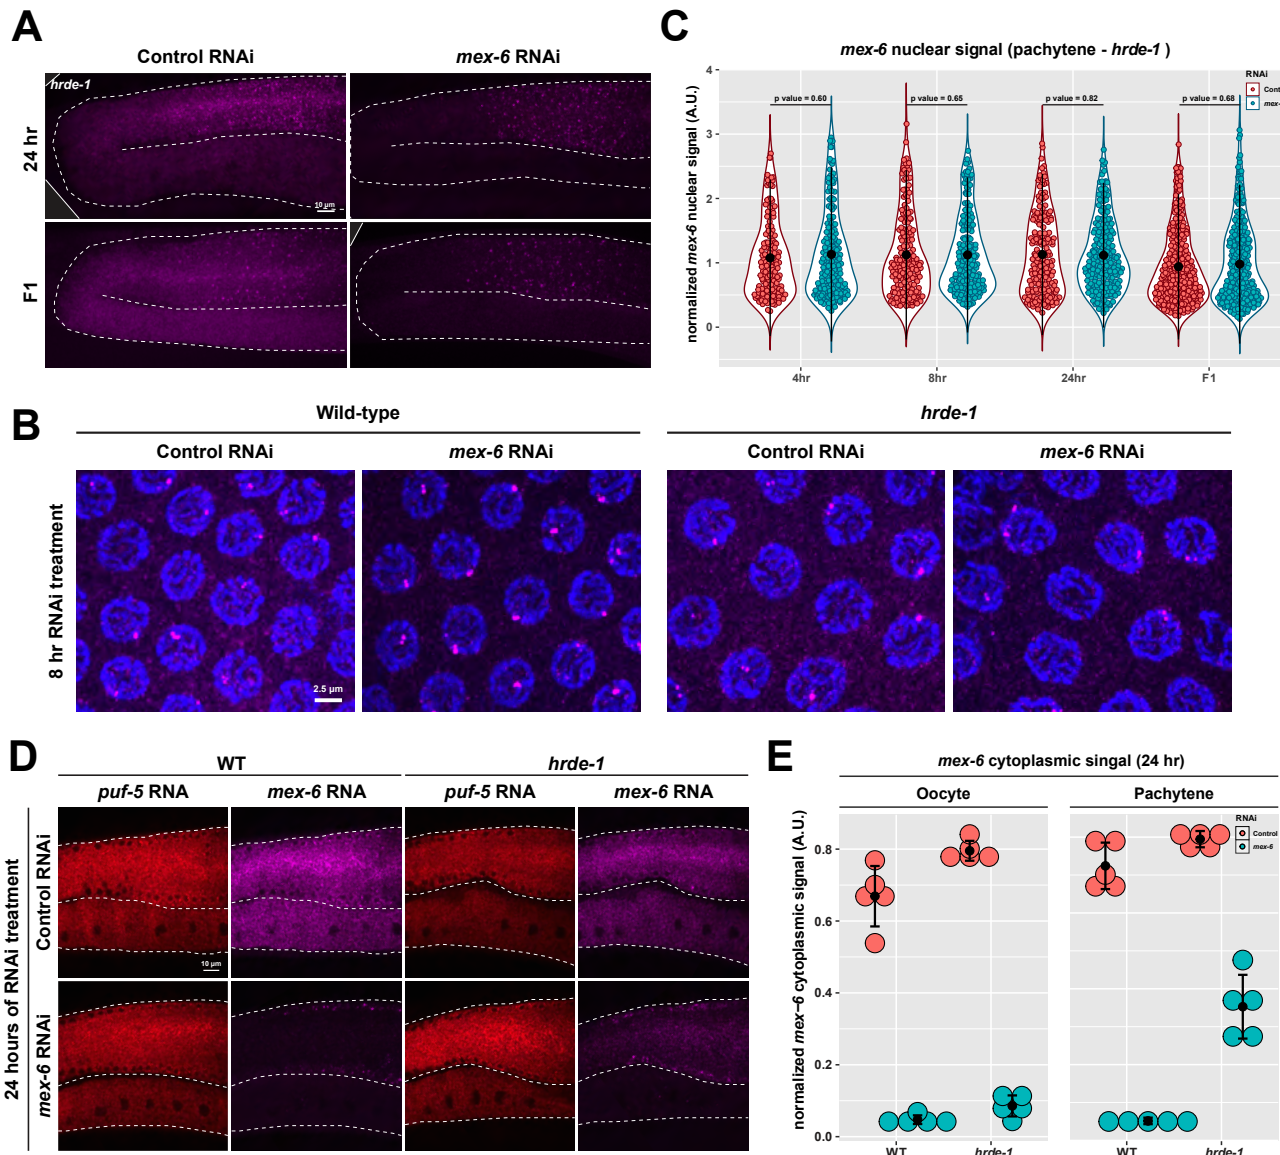 A
Control RNAi
mex-6 RNAi
hrde-1
24 hr
10 µm
F1
C
mex-6 nuclear signal (pachytene - hrde-1 )
normalized mex-6 nuclear signal (A.U.)
4
3
2
1
0
p value = 0.60
p value = 0.65
p value = 0.82
p value = 0.68
RNAi
Cont
mex-
4hr
8hr
24hr
F1
B
Wild-type
hrde-1
Control RNAi
mex-6 RNAi
Control RNAi
mex-6 RNAi
8 hr RNAi treatment
2.5 µm
D
WT
hrde-1
puf-5 RNA
mex-6 RNA
puf-5 RNA
mex-6 RNA
24 hours of RNAi treatment
Control RNAi
mex-6 RNAi
10 µm
E
mex-6 cytoplasmic singal (24 hr)
Oocyte
Pachytene
normalized mex-6 cytoplasmic signal (A.U.)
0.8
0.6
0.4
0.2
0.0
RNAi
Control
mex-6
WT
hrde-1
WT
hrde-1